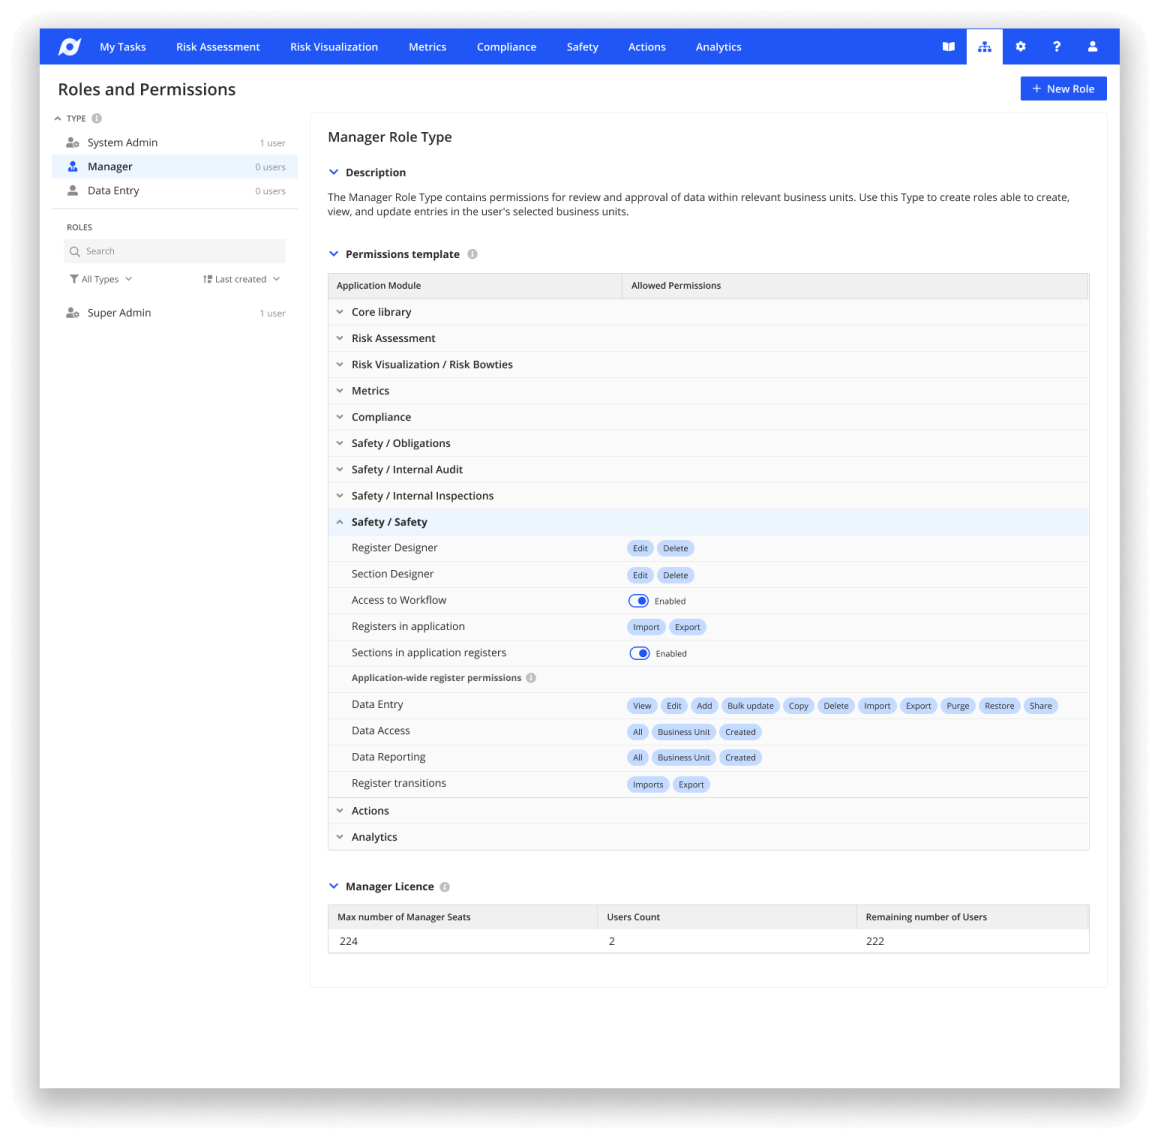 My Tasks Risk Assessment Risk Visualization Metrics Compliance Safety Actions Analytics ?
Roles and Permissions
+ New Role
TYPE i
System Admin 1 user
Manager 0 users
Data Entry 0 users
ROLES
Search
All Types Last created
Super Admin 1 user
Manager Role Type
Description
The Manager Role Type contains permissions for review and approval of data within relevant business units. Use this Type to create roles able to create,
view, and update entries in the user's selected business units.
Permissions template i
Application Module Allowed Permissions
Core library
Risk Assessment
Risk Visualization / Risk Bowties
Metrics
Compliance
Safety / Obligations
Safety / Internal Audit
Safety / Internal Inspections
Safety / Safety
Register Designer Edit Delete
Section Designer Edit Delete
Access to Workflow Enabled
Registers in application Import Export
Sections in application registers Enabled
Application-wide register permissions i
Data Entry View Edit Add Bulk update Copy Delete Import Export Purge Restore Share
Data Access All Business Unit Created
Data Reporting All Business Unit Created
Register transitions Imports Export
Actions
Analytics
Manager Licence i
Max number of Manager Seats Users Count Remaining number of Users
224 2 222